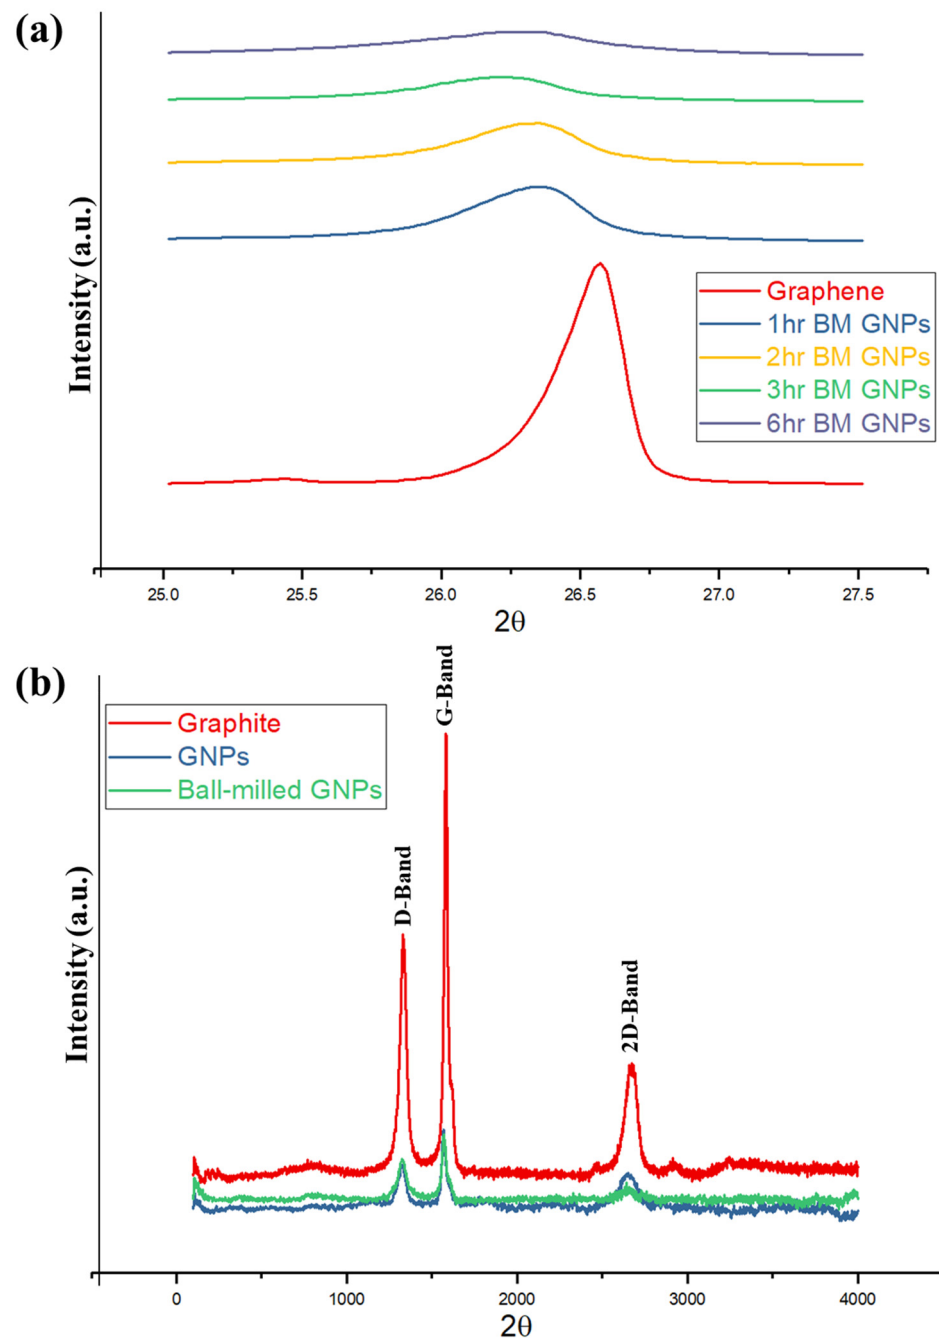 (a)
Intensity (a.u.)
Graphene
1hr BM GNPs
2hr BM GNPs
3hr BM GNPs
6hr BM GNPs
25.0 25.5 26.0 26.5 27.0 27.5
2θ
(b)
Intensity (a.u.)
Graphite
GNPs
Ball-milled GNPs
D-Band
G-Band
2D-Band
0 1000 2000 3000 4000
2θ